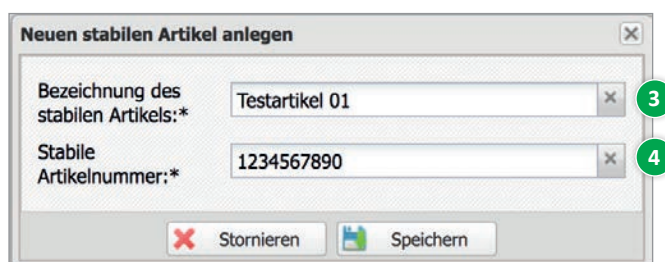 Neuen stabilen Artikel anlegen
Bezeichnung des
stabilen Artikels:*
Testartikel 01
3
Stabile
Artikelnummer:*
1234567890
4
Stornieren
Speichern